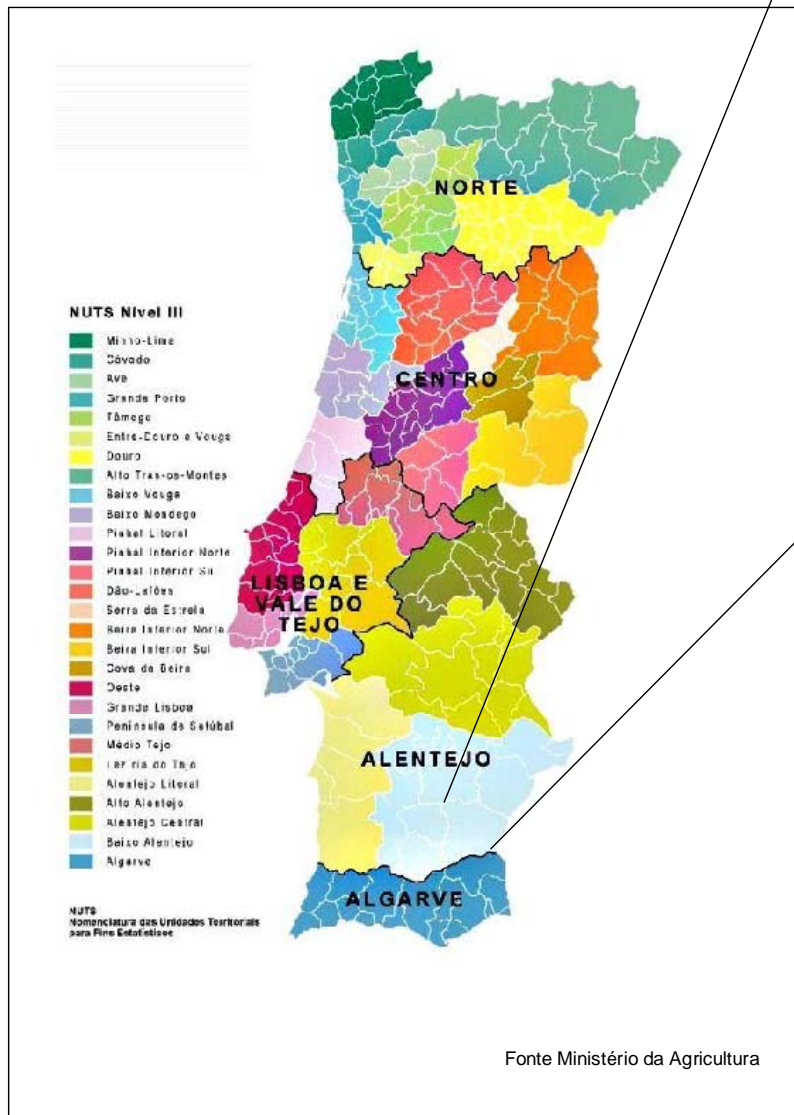 NORTE
CENTRO
LISBOA E
VALE DO
TEJO
ALENTEJO
ALGARVE
NUTS Nivel III
Minho-Lima
Cávado
Ave
Grande Porto
Tâmega
Entre-Douro e Vouga
Douro
Alto Tras-os-Montes
Baixo Vouga
Baixo Mondego
Pinhal Litoral
Pinhal Interior Norte
Pinhal Interior Sul
Dão-Lafões
Serra da Estrela
Beira Interior Norte
Beira Interior Sul
Cova da Beira
Oeste
Grande Lisboa
Península de Setúbal
Médio Tejo
Lezíria do Tejo
Alentejo Litoral
Alto Alentejo
Alentejo Central
Baixo Alentejo
Algarve
NUTS
Nomenclatura das Unidades Territoriais
para Fins Estatísticos
Fonte Ministério da Agricultura